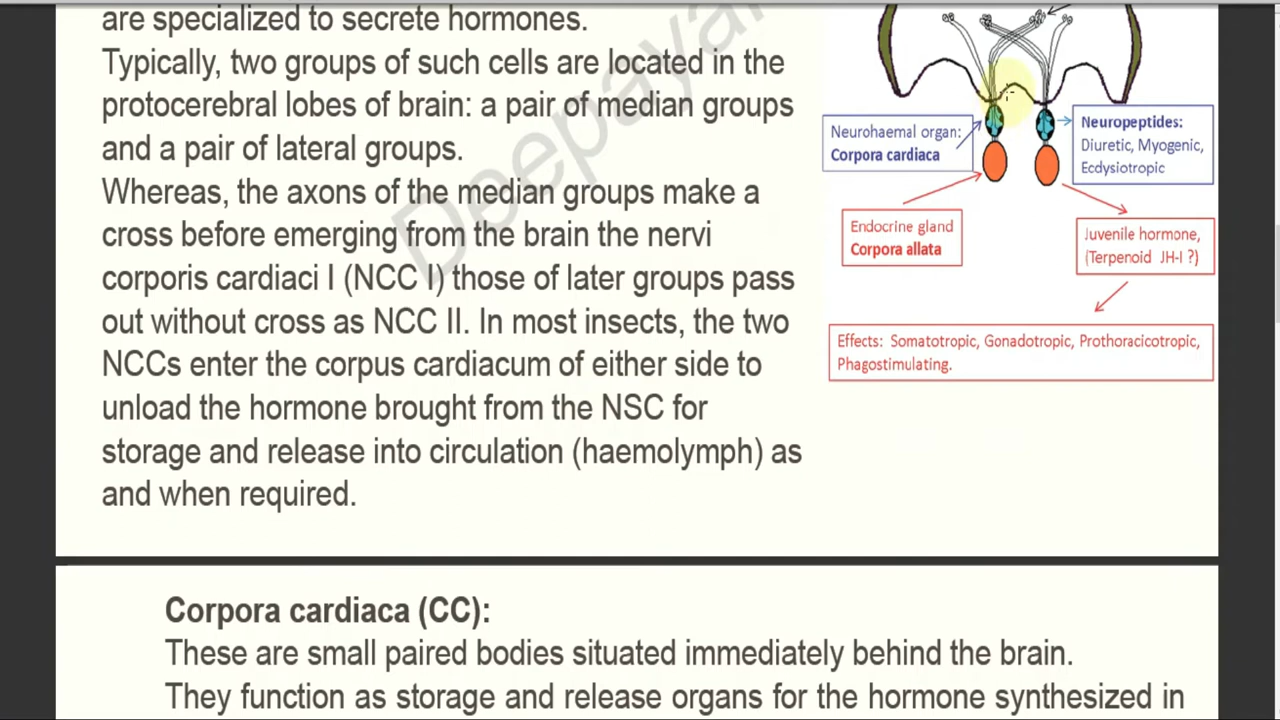 are specialized to secrete hormones.
Typically, two groups of such cells are located in the
protocerebral lobes of brain: a pair of median groups
and a pair of lateral groups.
Whereas, the axons of the median groups make a
cross before emerging from the brain the nervi
corporis cardiaci I (NCC I) those of later groups pass
out without cross as NCC II. In most insects, the two
NCCs enter the corpus cardiacum of either side to
unload the hormone brought from the NSC for
storage and release into circulation (haemolymph) as
and when required.
Neurohaemal organ:
Corpora cardiaca
Neuropeptides:
Diuretic, Myogenic,
Ecdysiotropic
Endocrine gland
Corpora allata
Juvenile hormone,
(Terpenoid JH-I ?)
Effects: Somatotropic, Gonadotropic, Prothoracicotropic,
Phagostimulating.
Corpora cardiaca (CC):
These are small paired bodies situated immediately behind the brain.
They function as storage and release organs for the hormone synthesized in